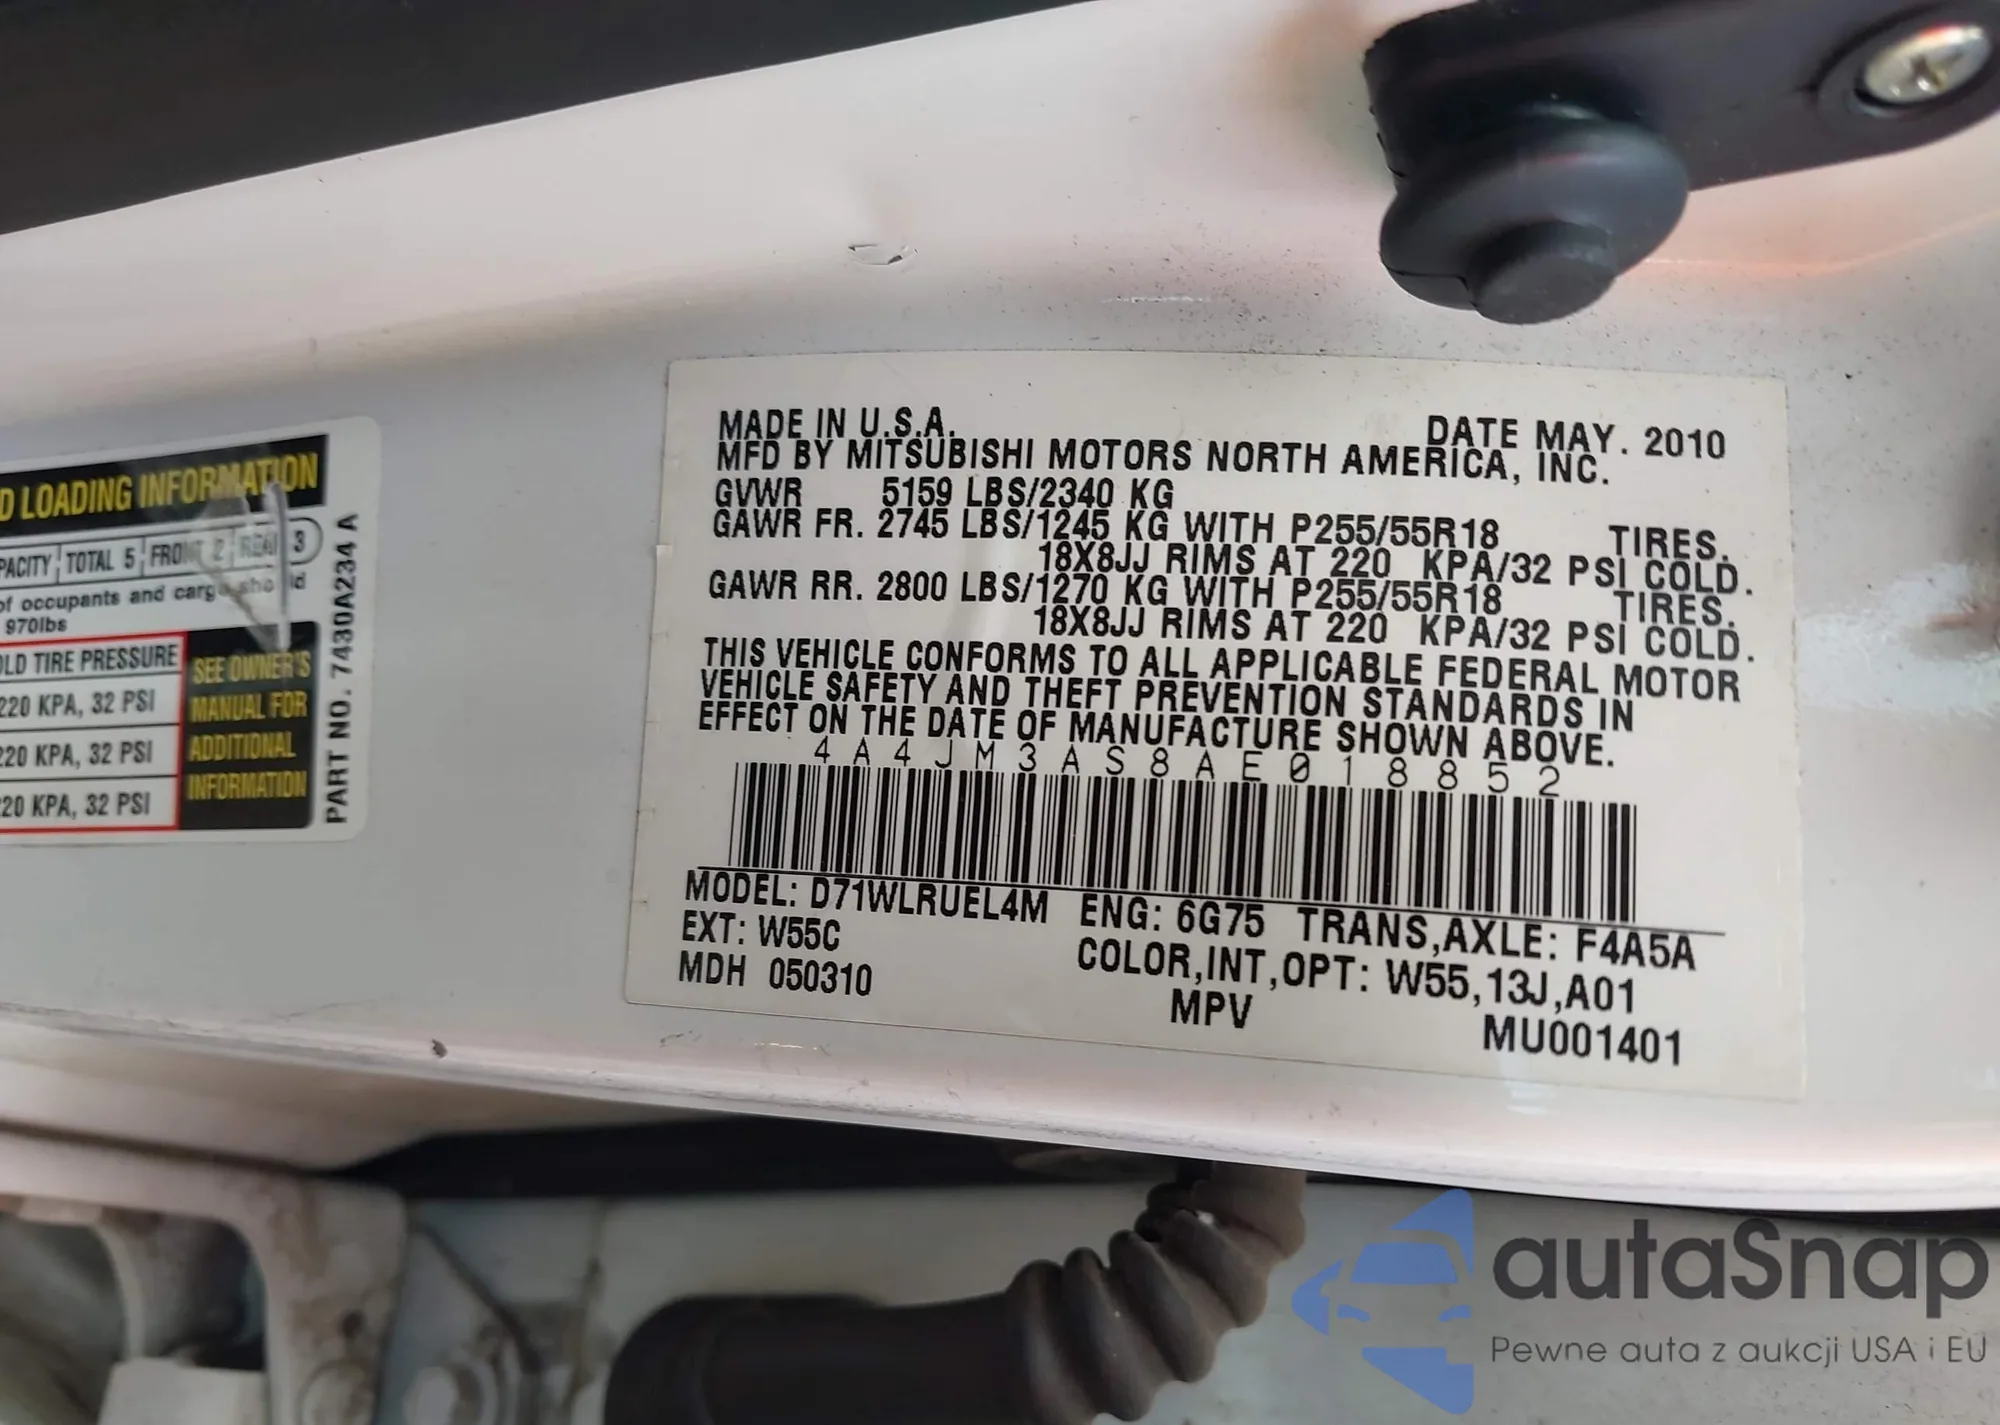 D LOADING INFORMATION
PACITY TOTAL 5 FRONT 2 REAR 3
of occupants and cargo should
970lbs
OLD TIRE PRESSURE
220 KPA, 32 PSI
220 KPA, 32 PSI
20 KPA, 32 PSI
SEE OWNER'S
MANUAL FOR
ADDITIONAL
INFORMATION
PART NO. 7430A234 A
MADE IN U.S.A. DATE MAY. 2010
MFD BY MITSUBISHI MOTORS NORTH AMERICA, INC.
GVWR 5159 LBS/2340 KG
GAWR FR. 2745 LBS/1245 KG WITH P255/55R18 TIRES.
18X8JJ RIMS AT 220 KPA/32 PSI COLD.
GAWR RR. 2800 LBS/1270 KG WITH P255/55R18 TIRES.
18X8JJ RIMS AT 220 KPA/32 PSI COLD.
THIS VEHICLE CONFORMS TO ALL APPLICABLE FEDERAL MOTOR
VEHICLE SAFETY AND THEFT PREVENTION STANDARDS IN
EFFECT ON THE DATE OF MANUFACTURE SHOWN ABOVE.
4A4JM3AS8AE018852
MODEL: D71WLRUEL4M ENG: 6G75 TRANS,AXLE: F4A5A
EXT: W55C COLOR,INT,OPT: W55,13J,A01
MDH 050310 MPV MU001401
autaSnap
Pewne auta z aukcji USA i EU